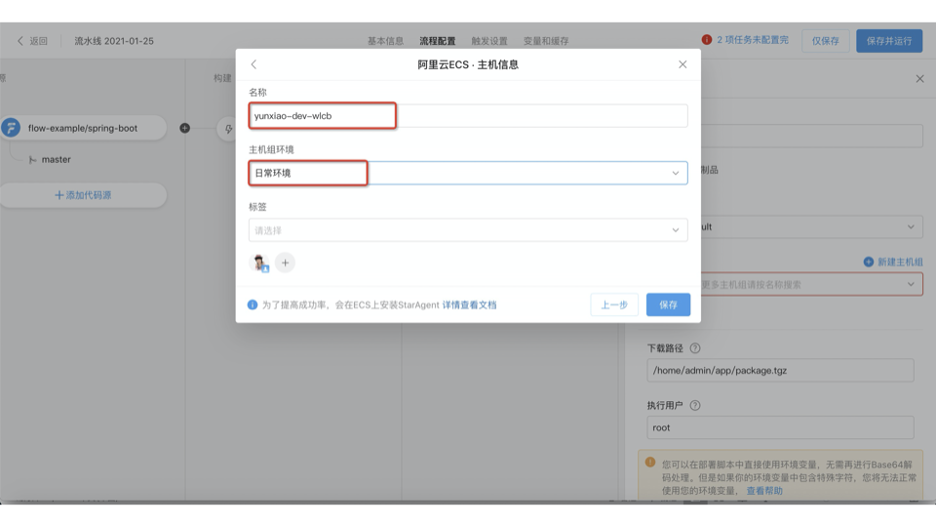 返回
流水线 2021-01-25
基本信息
流程配置
触发设置
变量和缓存
2 项任务未配置完
仅保存
保存并运行
源
构建
阿里云ECS · 主机信息
名称
flow-example/spring-boot
yunxiao-dev-wlcb
master
主机组环境
日常环境
制品
添加代码源
标签
请选择
ult
新建主机组
更多主机组请按名称搜索
为了提高成功率，会在ECS上安装StarAgent 详情查看文档
上一步
保存
下载路径
/home/admin/app/package.tgz
执行用户
root
您可以在部署脚本中直接使用环境变量，无需再进行Base64解
码处理。但是如果你的环境变量中包含特殊字符，您将无法正常
使用您的环境变量， 查看帮助